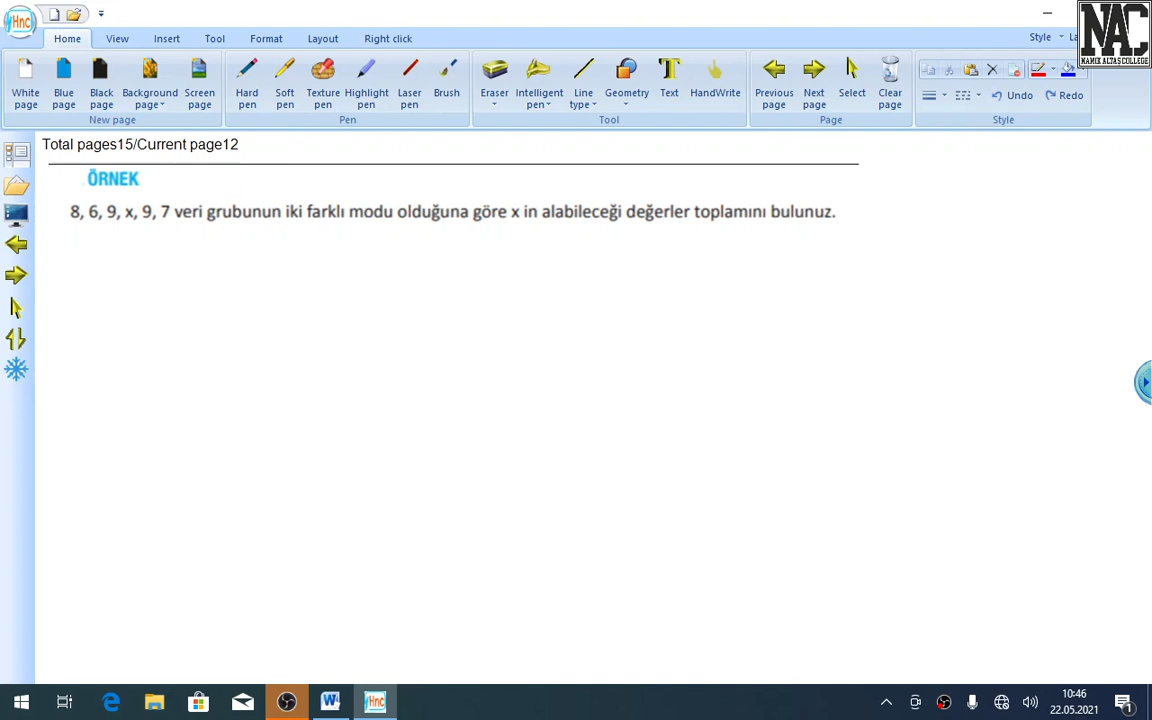 Hnc
Home View Insert Tool Format Layout Right click
Style
NAC
NAMIK ALTAS COLLEGE
White page Blue page Black page Background page Screen page
New page
Hard pen Soft pen Texture pen Highlight pen Laser pen Brush
Pen
Eraser Intelligent pen Line type Geometry Text HandWrite
Tool
Previous page Next page Select Clear page
Page
Undo Redo
Style
Total pages15/Current page12
ÖRNEK
8, 6, 9, x, 9, 7 veri grubunun iki farklı modu olduğuna göre x in alabileceği değerler toplamını bulunuz.
Hnc
10:46
22.05.2021
1